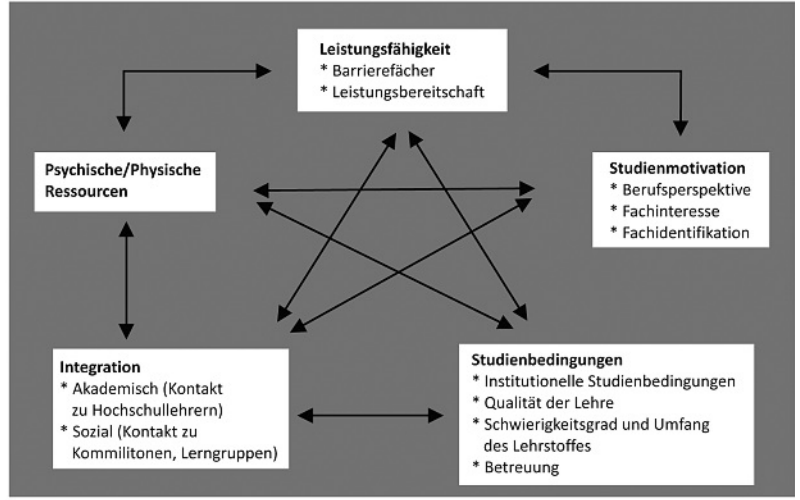 Leistungsfähigkeit
* Barrierefächer
* Leistungsbereitschaft
Psychische/Physische
Ressourcen
Studienmotivation
* Berufsperspektive
* Fachinteresse
* Fachidentifikation
Integration
* Akademisch (Kontakt
zu Hochschullehrern)
* Sozial (Kontakt zu
Kommilitonen, Lerngruppen)
Studienbedingungen
* Institutionelle Studienbedingungen
* Qualität der Lehre
* Schwierigkeitsgrad und Umfang
des Lehrstoffes
* Betreuung